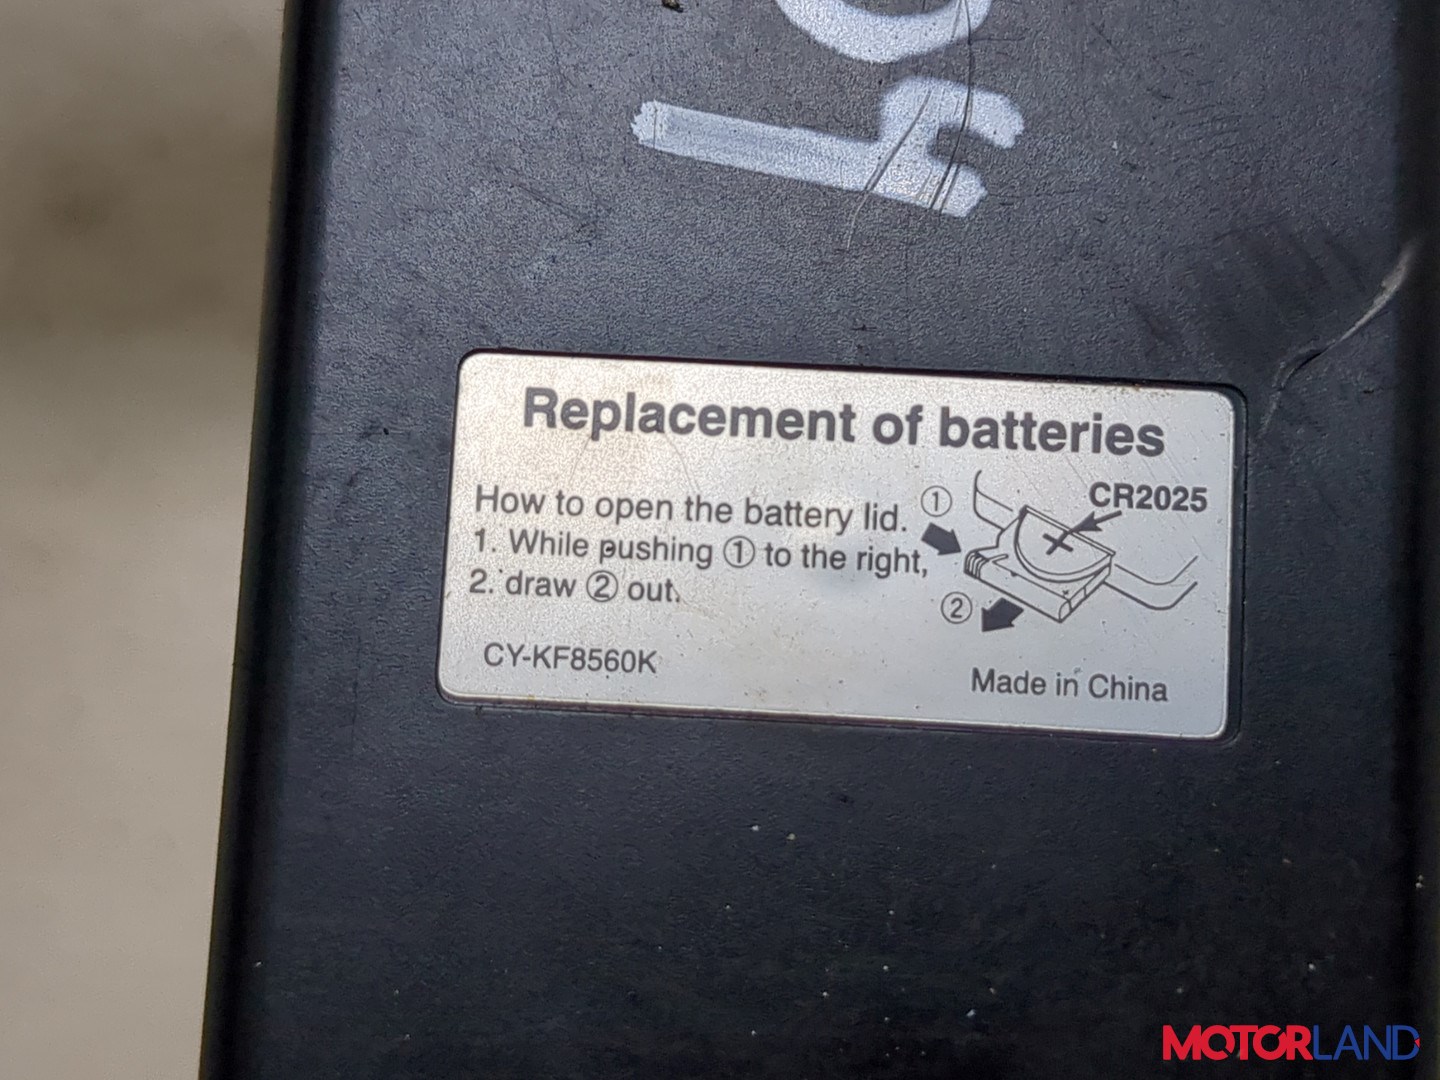 Replacement of batteries
How to open the battery lid.
1. While pushing ① to the right,
2. draw ② out.
①
CR2025
②
CY-KF8560K
Made in China
MOTORLAND